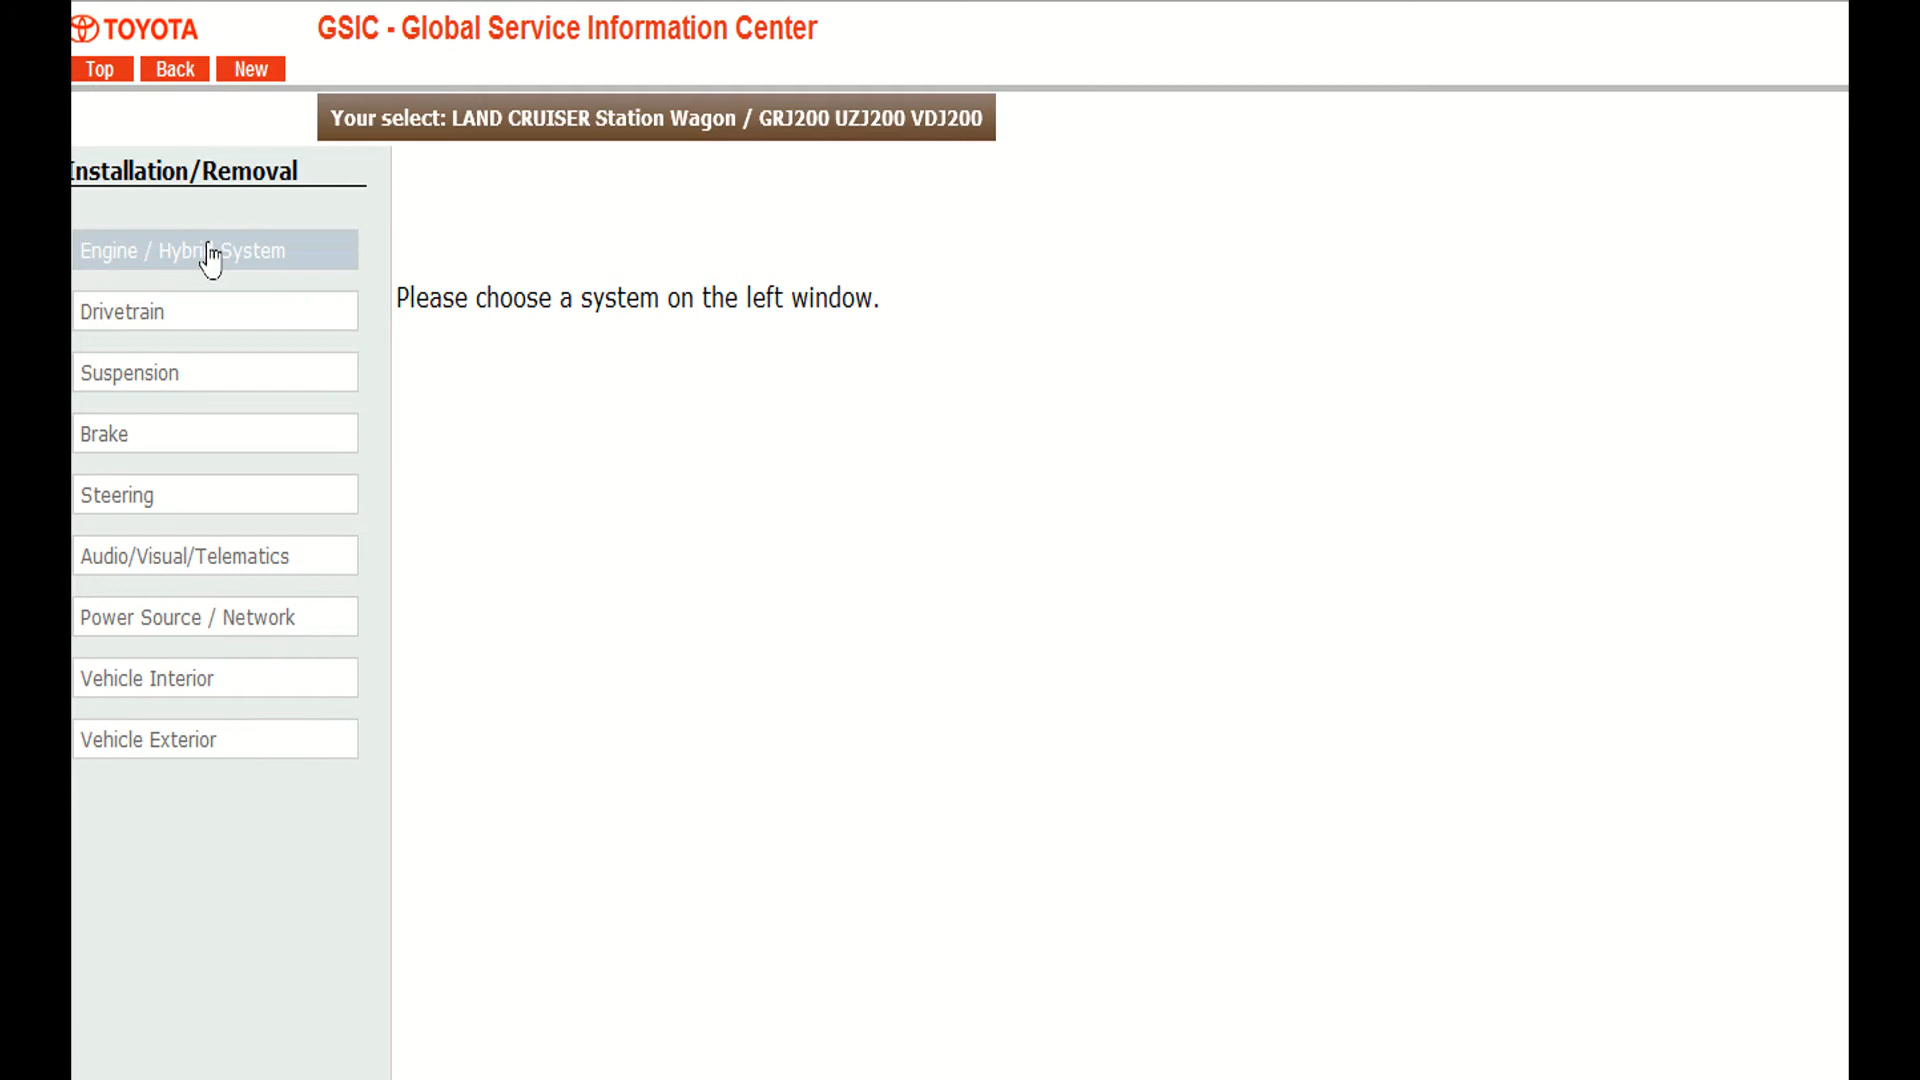 TOYOTA
GSIC - Global Service Information Center
Top
Back
New
Your select: LAND CRUISER Station Wagon / GRJ200 UZJ200 VDJ200
Installation/Removal
Engine / Hybrid System
Drivetrain
Suspension
Brake
Steering
Audio/Visual/Telematics
Power Source / Network
Vehicle Interior
Vehicle Exterior
Please choose a system on the left window.